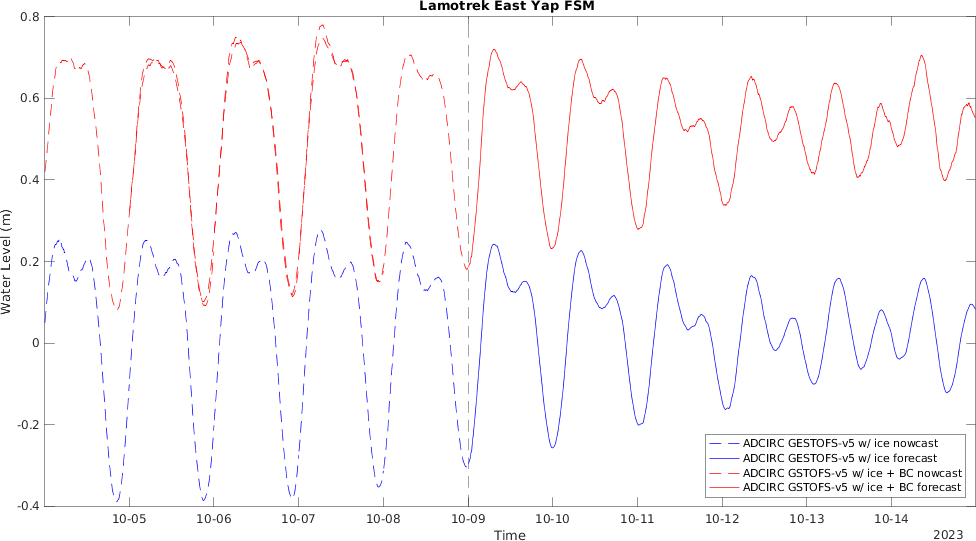 Lamotrek East Yap FSM
Water Level (m)
0.8
0.6
0.4
0.2
0
-0.2
-0.4
10-05 10-06 10-07 10-08 10-09 10-10 10-11 10-12 10-13 10-14
Time
2023
ADCIRC GESTOFS-v5 w/ ice nowcast
ADCIRC GESTOFS-v5 w/ ice forecast
ADCIRC GSTOFS-v5 w/ ice + BC nowcast
ADCIRC GSTOFS-v5 w/ ice + BC forecast